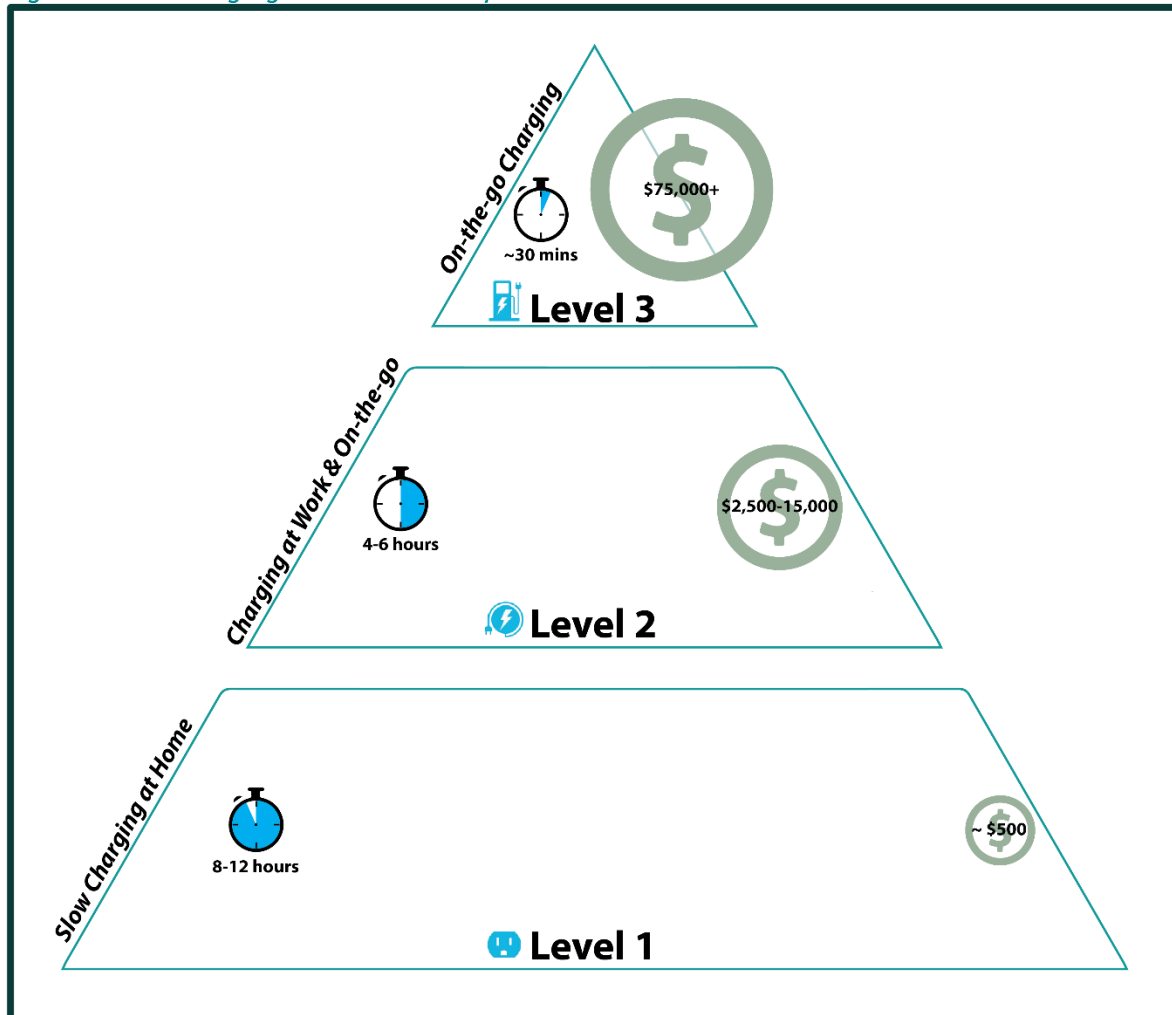 On-the-go Charging
$75,000+
~30 mins
Level 3
Charging at Work & On-the-go
$2,500-15,000
4-6 hours
Level 2
Slow Charging at Home
~ $500
8-12 hours
Level 1